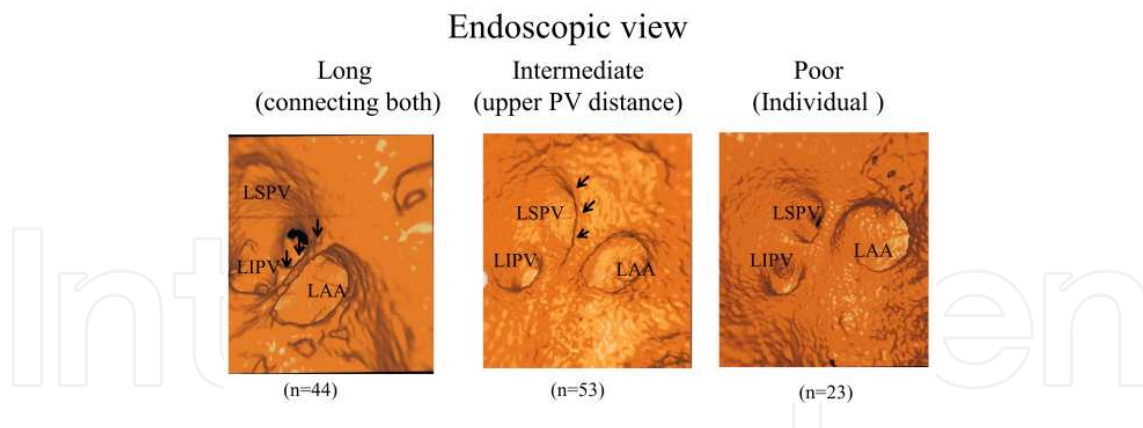 Endoscopic view
Long
(connecting both)
Intermediate
(upper PV distance)
Poor
(Individual )
LSPV
LIPV
LAA
LSPV
LIPV
LAA
LSPV
LIPV
LAA
(n=44)
(n=53)
(n=23)